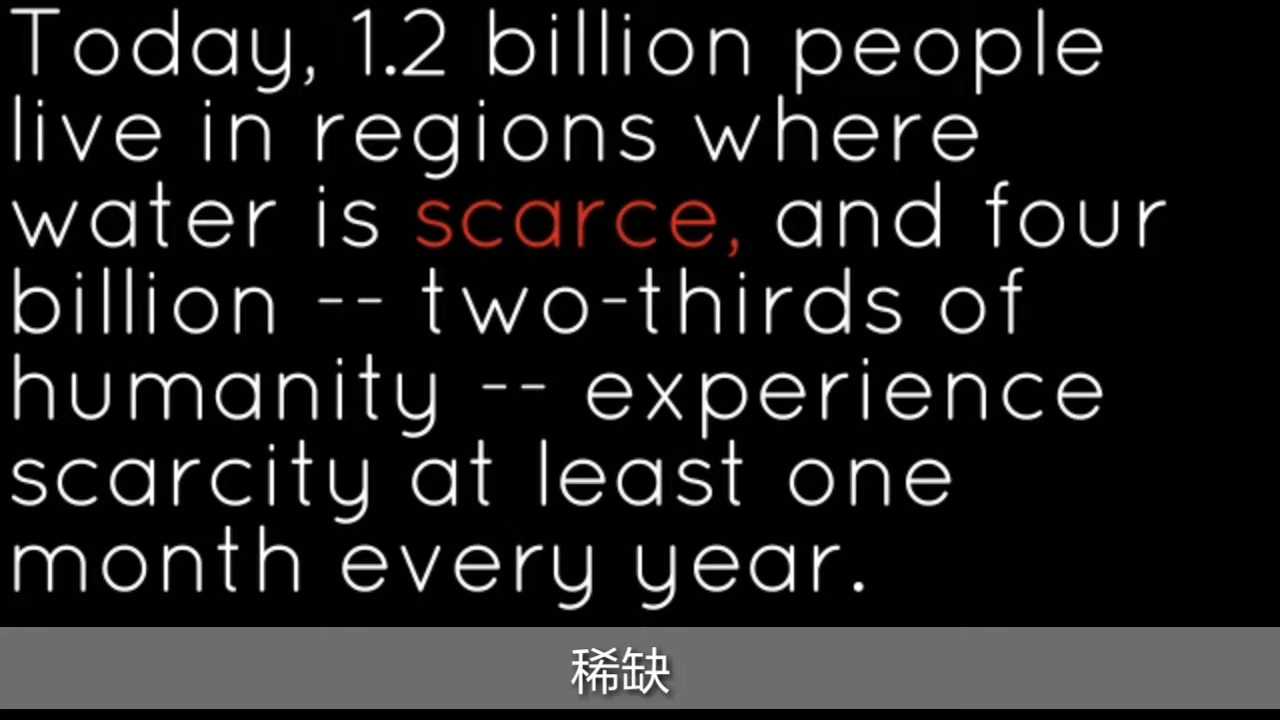 Today, 1.2 billion people
live in regions where
water is scarce, and four
billion -- two-thirds of
humanity -- experience
scarcity at least one
month every year.
稀缺